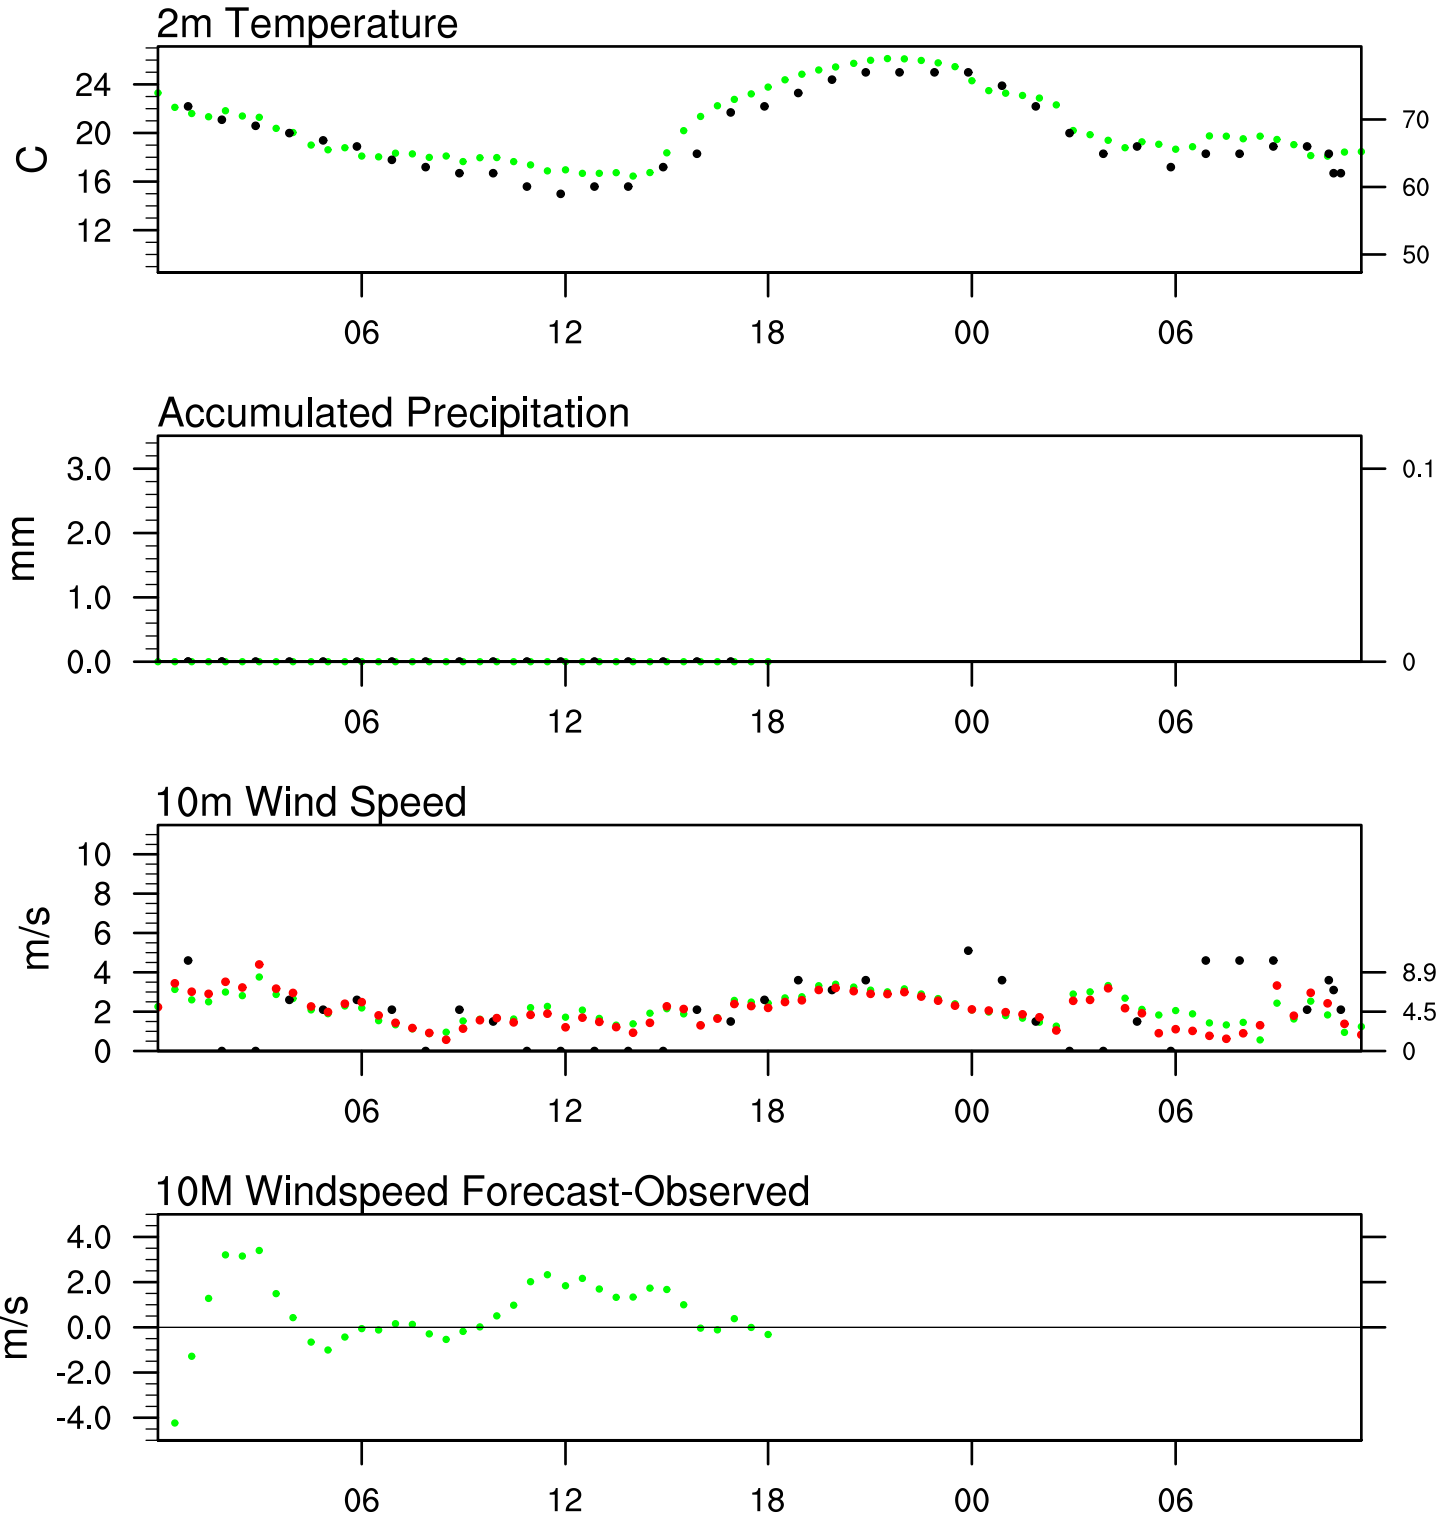 2m Temperature
24
20
16
12
C
70
60
50
06 12 18 00 06
Accumulated Precipitation
3.0
2.0
1.0
0.0
mm
0.1
0
06 12 18 00 06
10m Wind Speed
10
8
6
4
2
0
m/s
8.9
4.5
0
06 12 18 00 06
10M Windspeed Forecast-Observed
4.0
2.0
0.0
-2.0
-4.0
m/s
06 12 18 00 06